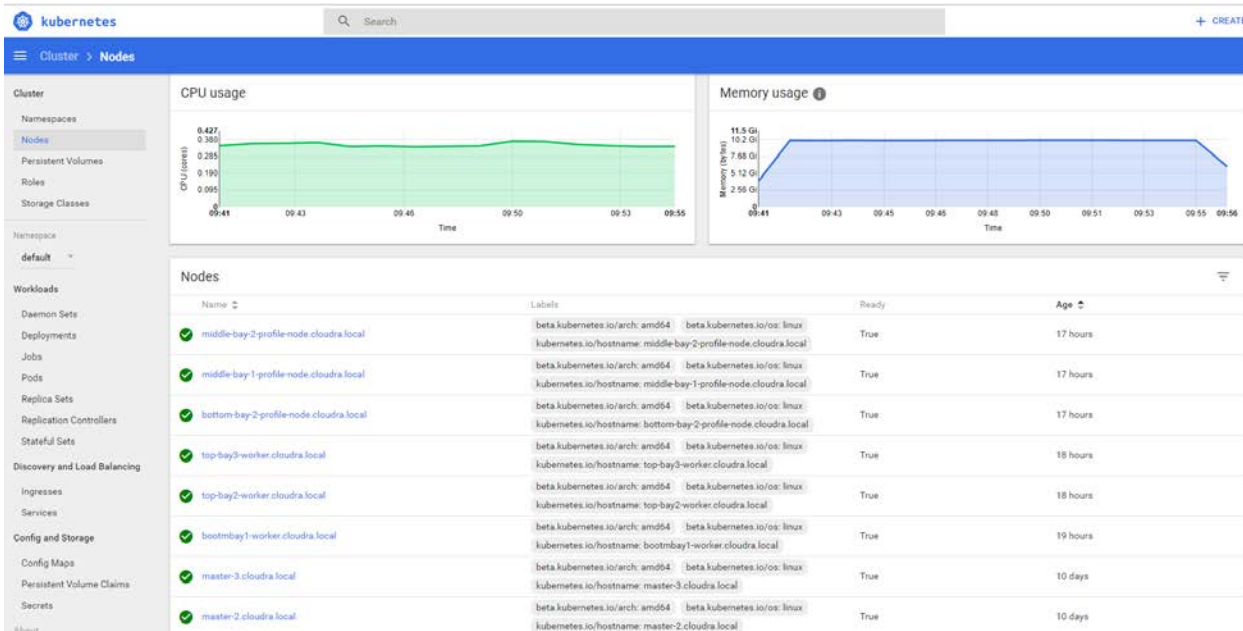 kubernetes
Search
+ CREATE
Cluster > Nodes
Cluster
Namespaces
Nodes
Persistent Volumes
Roles
Storage Classes
Namespace
default
Workloads
Daemon Sets
Deployments
Jobs
Pods
Replica Sets
Replication Controllers
Stateful Sets
Discovery and Load Balancing
Ingresses
Services
Config and Storage
Config Maps
Persistent Volume Claims
Secrets
About
CPU usage
CPU (cores)
0.427
0.380
0.285
0.190
0.095
0
09:41 09:43 09:46 09:50 09:53 09:55
Time
Memory usage
Memory (bytes)
11.5 Gi
10.2 Gi
7.68 Gi
5.12 Gi
2.56 Gi
0
09:41 09:43 09:45 09:46 09:48 09:50 09:51 09:53 09:55 09:56
Time
Nodes
Name Labels Ready Age
middle-bay-2-profile-node.cloudra.local beta.kubernetes.io/arch: amd64 beta.kubernetes.io/os: linux True 17 hours
kubernetes.io/hostname: middle-bay-2-profile-node.cloudra.local
middle-bay-1-profile-node.cloudra.local beta.kubernetes.io/arch: amd64 beta.kubernetes.io/os: linux True 17 hours
kubernetes.io/hostname: middle-bay-1-profile-node.cloudra.local
bottom-bay-2-profile-node.cloudra.local beta.kubernetes.io/arch: amd64 beta.kubernetes.io/os: linux True 17 hours
kubernetes.io/hostname: bottom-bay-2-profile-node.cloudra.local
top-bay3-worker.cloudra.local beta.kubernetes.io/arch: amd64 beta.kubernetes.io/os: linux True 18 hours
kubernetes.io/hostname: top-bay3-worker.cloudra.local
top-bay2-worker.cloudra.local beta.kubernetes.io/arch: amd64 beta.kubernetes.io/os: linux True 18 hours
kubernetes.io/hostname: top-bay2-worker.cloudra.local
bootmbay1-worker.cloudra.local beta.kubernetes.io/arch: amd64 beta.kubernetes.io/os: linux True 19 hours
kubernetes.io/hostname: bootmbay1-worker.cloudra.local
master-3.cloudra.local beta.kubernetes.io/arch: amd64 beta.kubernetes.io/os: linux True 10 days
kubernetes.io/hostname: master-3.cloudra.local
master-2.cloudra.local beta.kubernetes.io/arch: amd64 beta.kubernetes.io/os: linux True 10 days
kubernetes.io/hostname: master-2.cloudra.local